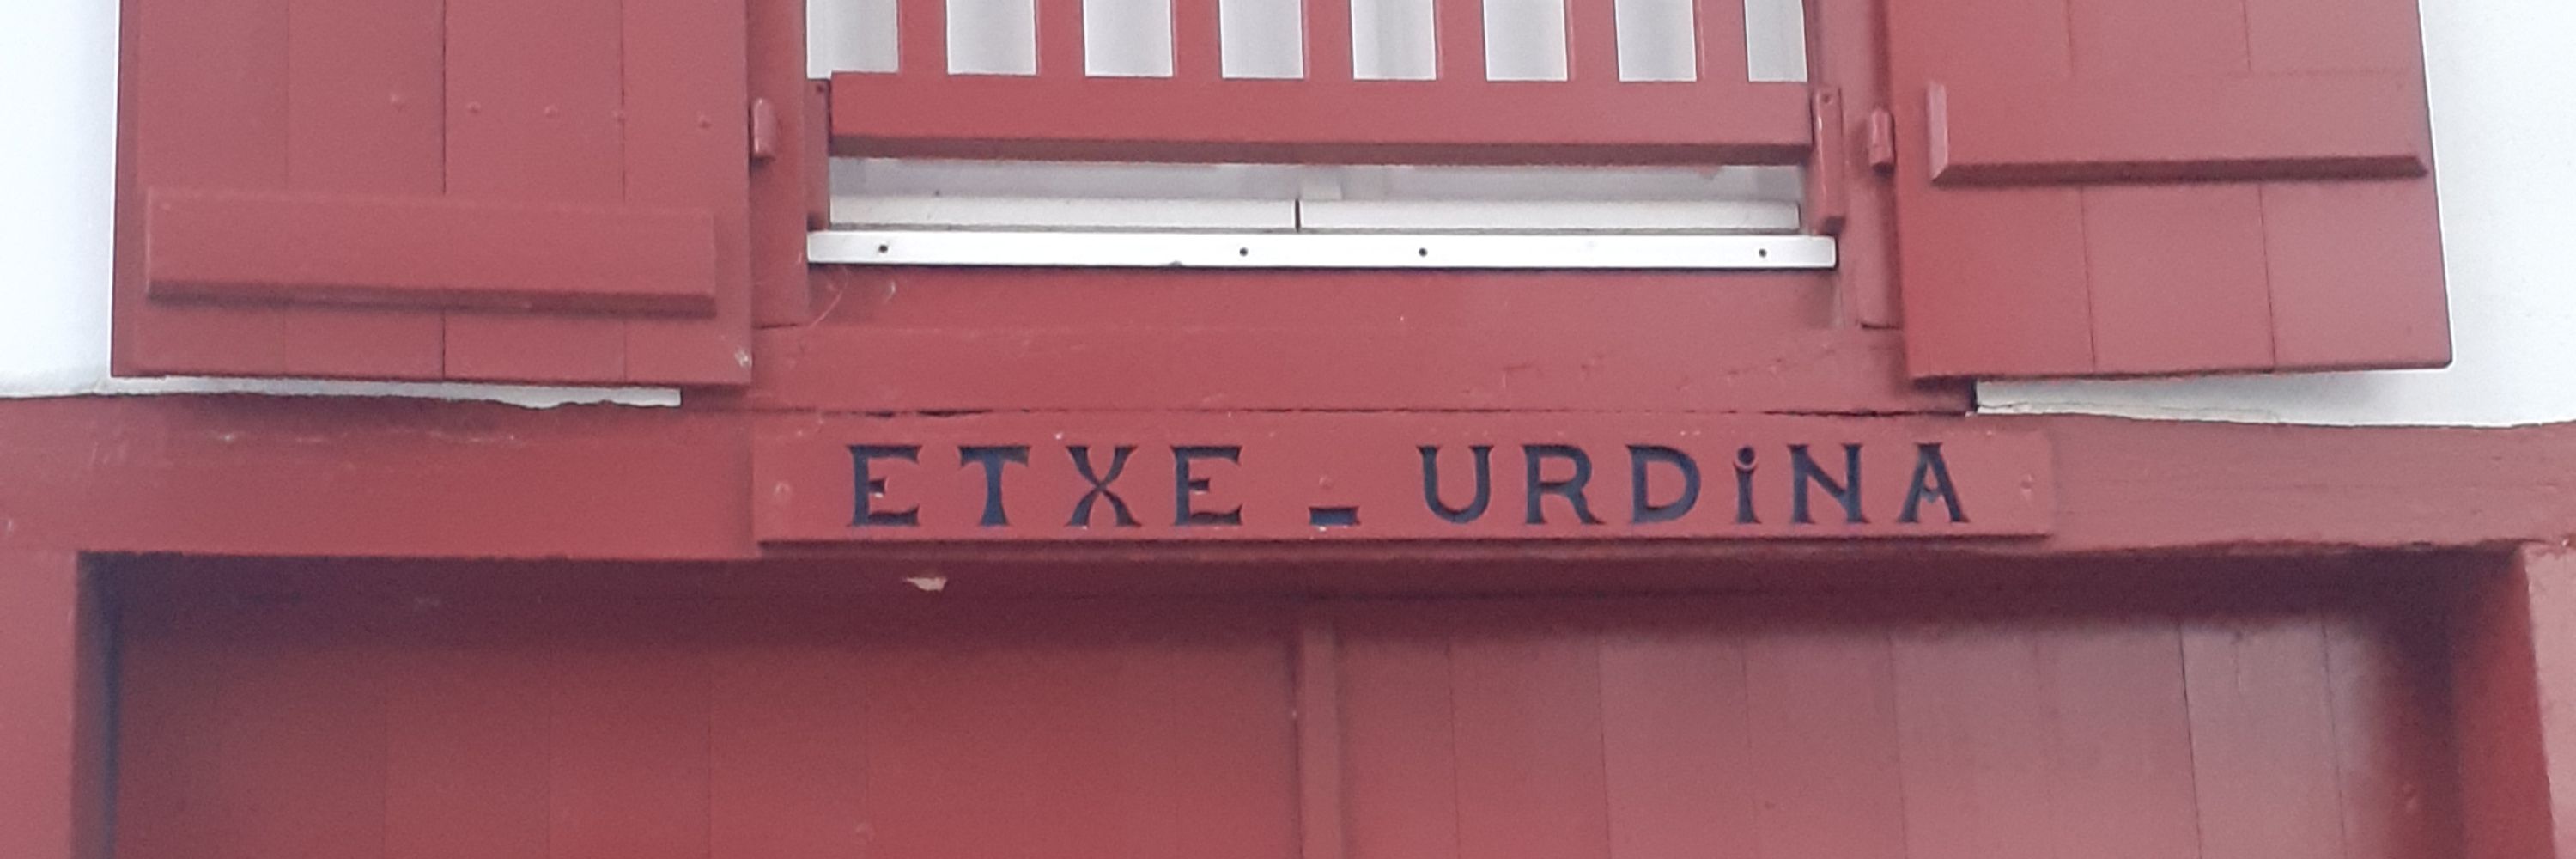 ETXE _ URDiNA